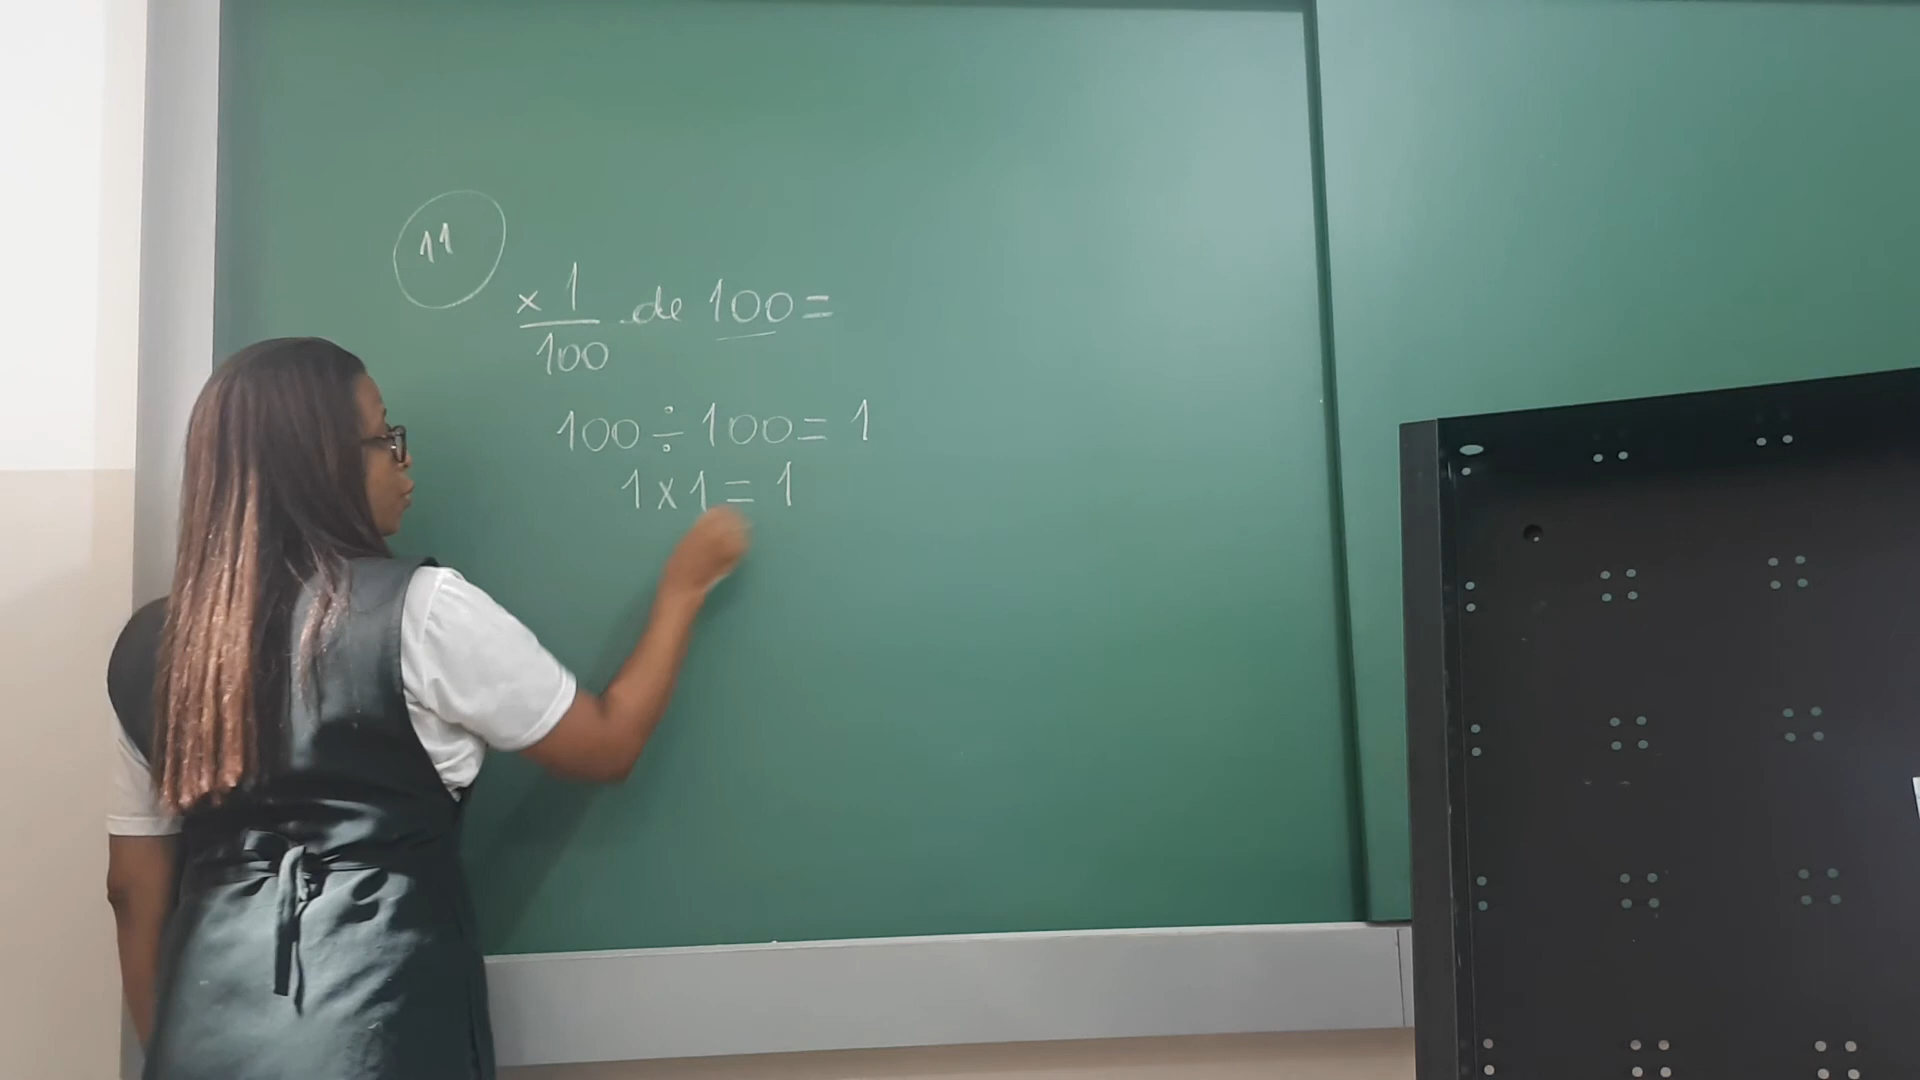 11
× 1/100 de 100 =
100 ÷ 100 = 1
1 x 1 = 1